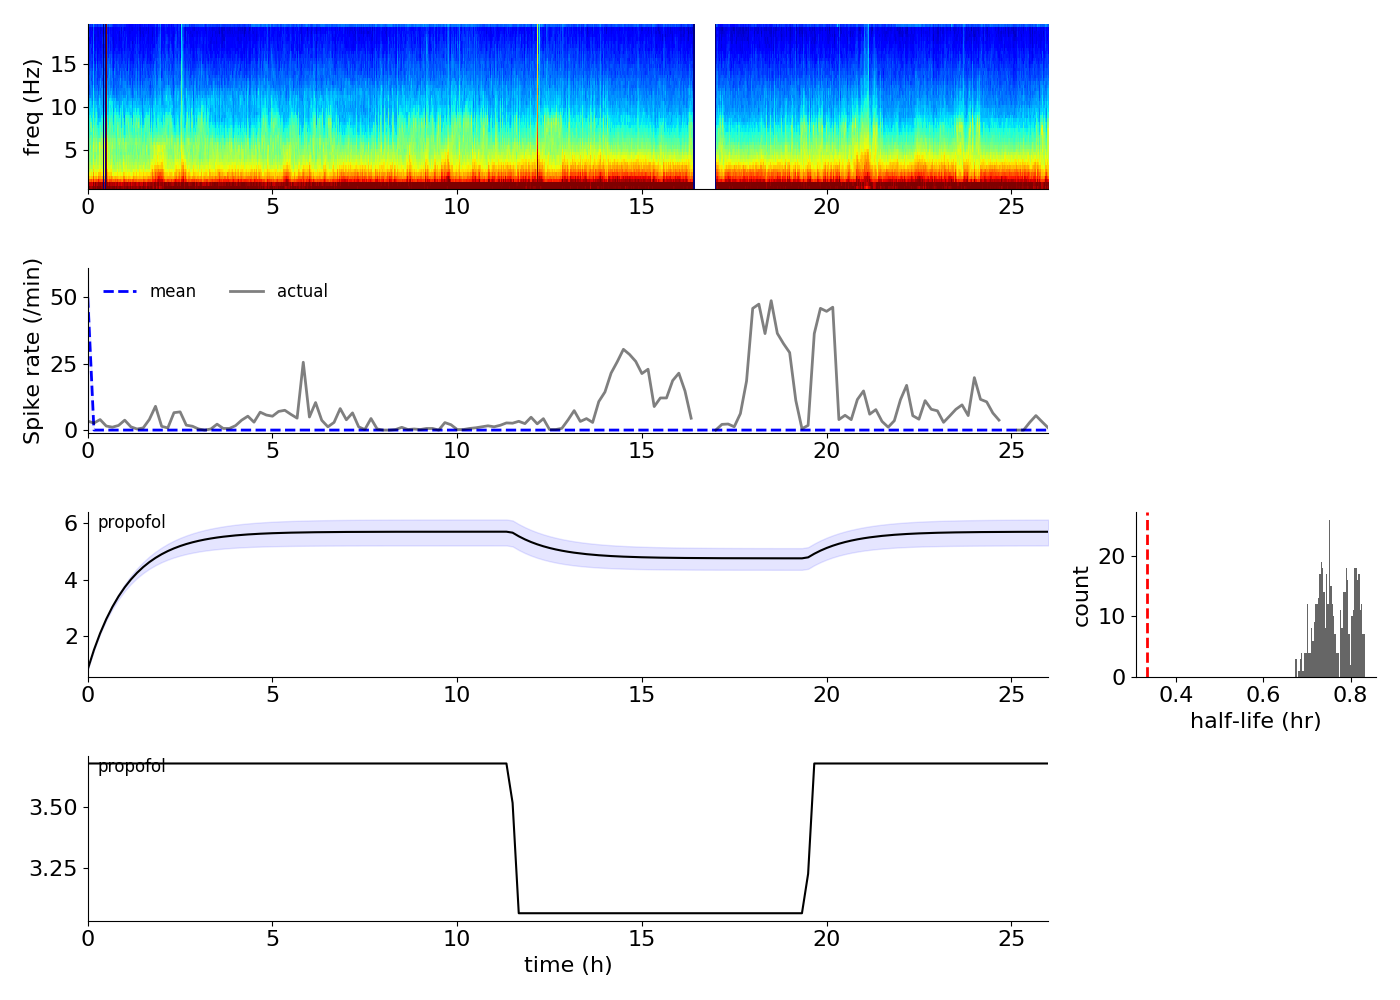 freq (Hz)
15
10
5
0 5 10 15 20 25
Spike rate (/min)
50
25
0
mean actual
0 5 10 15 20 25
propofol
6
4
2
0 5 10 15 20 25
count
20
10
0
0.4 0.6 0.8
half-life (hr)
propofol
3.50
3.25
0 5 10 15 20 25
time (h)